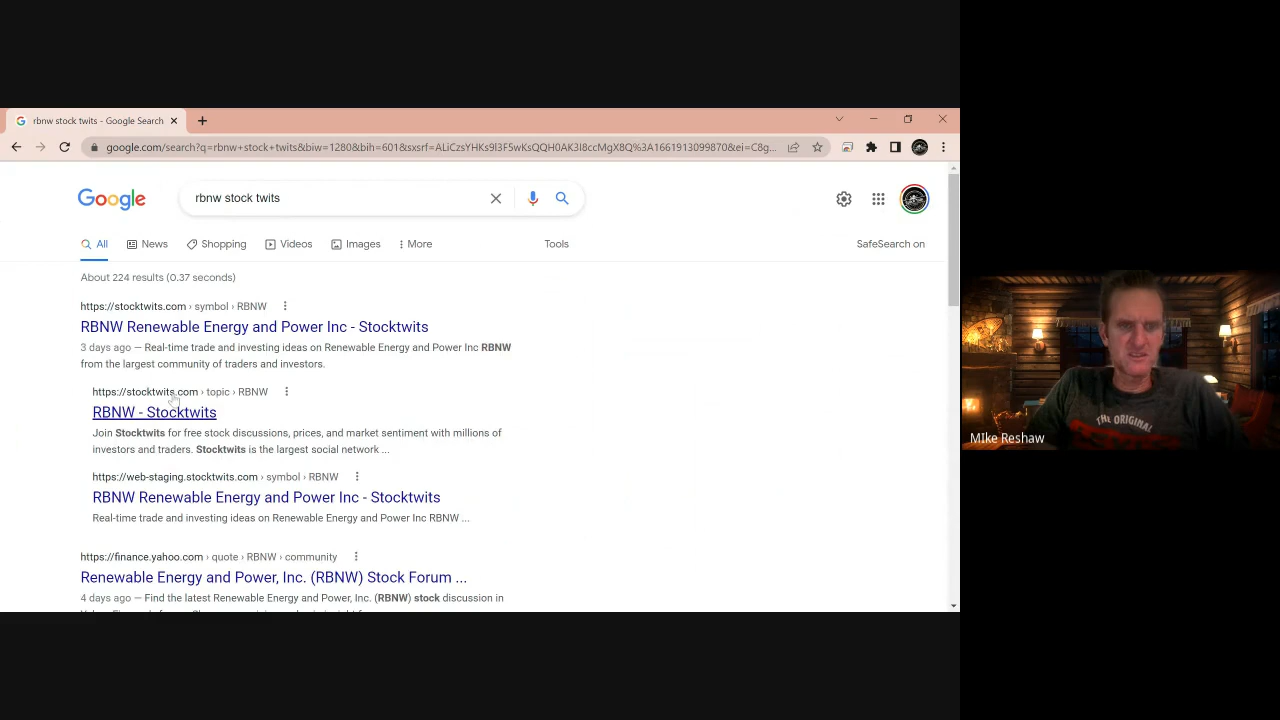 rbnw stock twits - Google Search
google.com/search?q=rbnw+stock+twits&biw=1280&bih=601&sxsrf=ALiCzsYHKs9I3F5wKsQQH0AK3I8ccMgX8Q%3A1661913099870&ei=C8g...
Google
rbnw stock twits
All
News
Shopping
Videos
Images
More
Tools
SafeSearch on
About 224 results (0.37 seconds)
https://stocktwits.com › symbol › RBNW
RBNW Renewable Energy and Power Inc - Stocktwits
3 days ago — Real-time trade and investing ideas on Renewable Energy and Power Inc RBNW
from the largest community of traders and investors.
https://stocktwits.com › topic › RBNW
RBNW - Stocktwits
Join Stocktwits for free stock discussions, prices, and market sentiment with millions of
investors and traders. Stocktwits is the largest social network ...
https://web-staging.stocktwits.com › symbol › RBNW
RBNW Renewable Energy and Power Inc - Stocktwits
Real-time trade and investing ideas on Renewable Energy and Power Inc RBNW ...
https://finance.yahoo.com › quote › RBNW › community
Renewable Energy and Power, Inc. (RBNW) Stock Forum ...
4 days ago — Find the latest Renewable Energy and Power, Inc. (RBNW) stock discussion in
THE ORIGINAL
MIke Reshaw